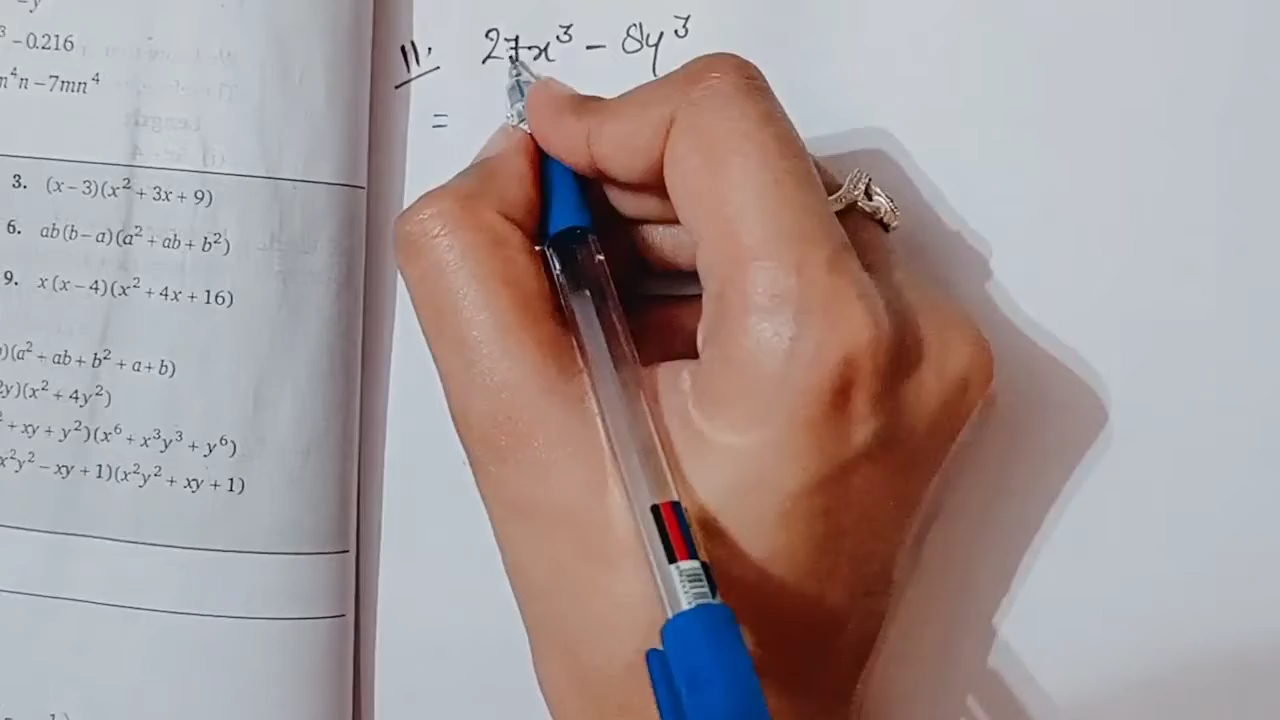 3 - 0.216
m⁴n - 7mn⁴
3. (x - 3)(x² + 3x + 9)
6. ab(b - a)(a² + ab + b²)
9. x(x - 4)(x² + 4x + 16)
)(a² + ab + b² + a + b)
2y)(x² + 4y²)
+ xy + y²)(x⁶ + x³y³ + y⁶)
x²y² - xy + 1)(x²y² + xy + 1)
11. 27x³ - 8y³
=